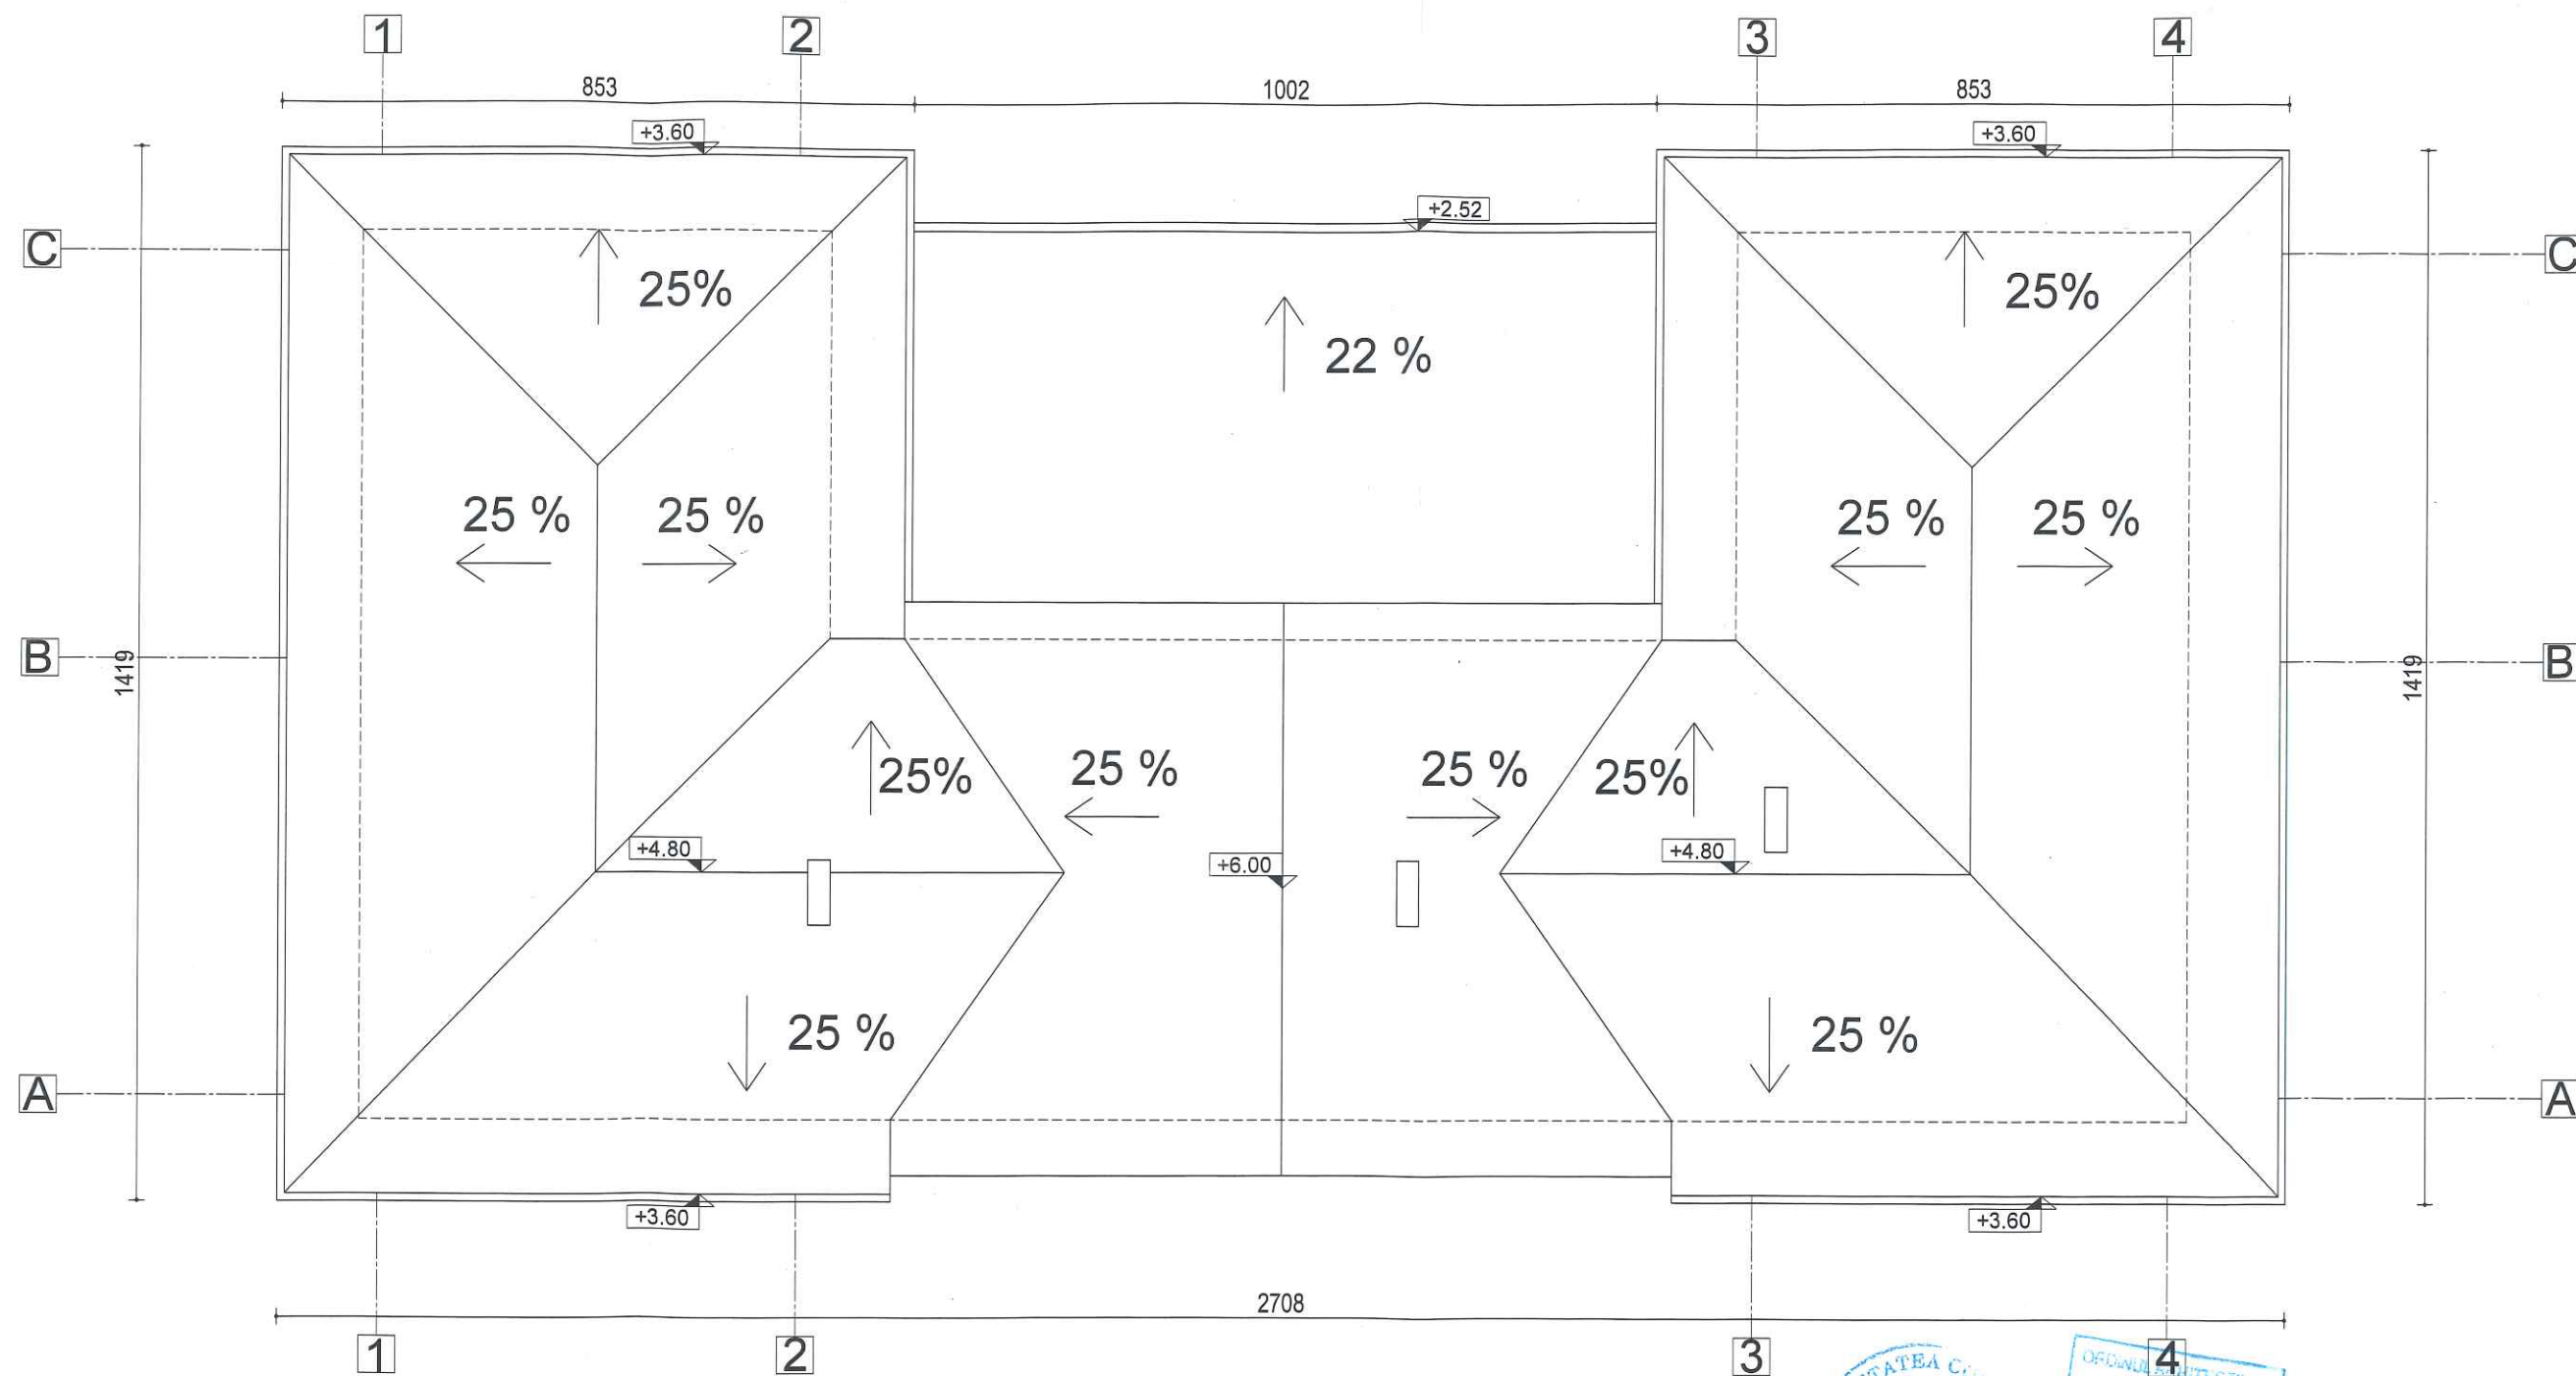 1 2 3 4
853 1002 853
+3.60 +3.60
+2.52
C C
25% 25%
22 %
25 % 25 % 25 % 25 %
B B
1419 1419
25% 25 % 25 % 25%
+4.80 +4.80
+6.00
25 % 25 %
A A
+3.60 +3.60
2708
1 2 3 4